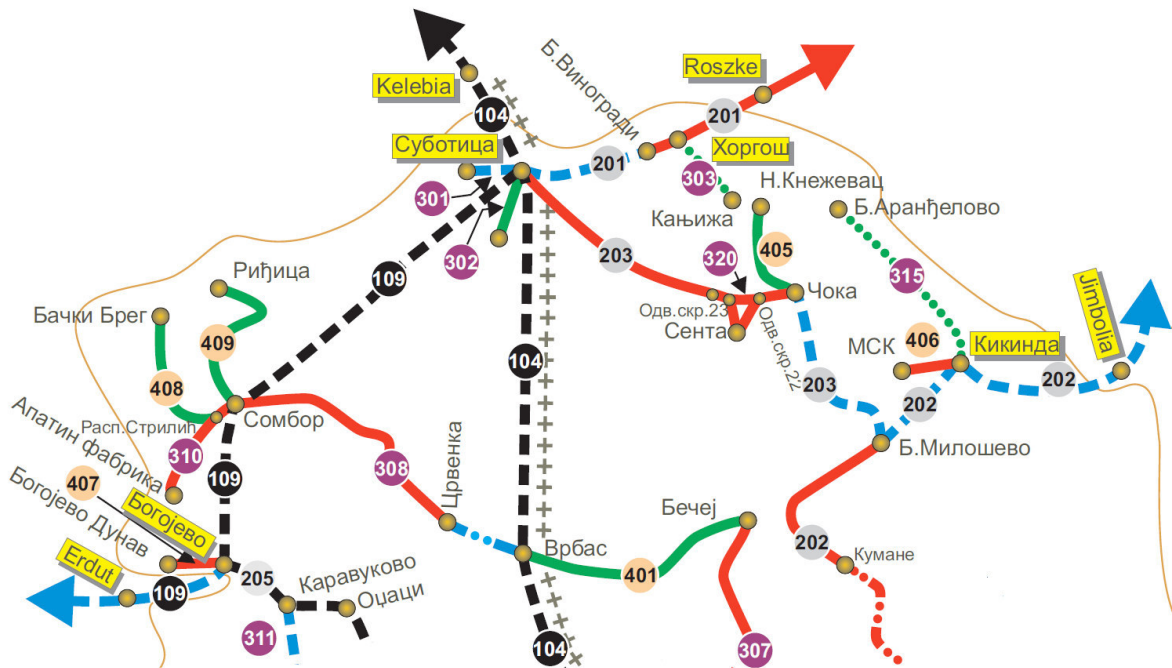 Roszke
Kelebia
Б.Виногради
104
201
Суботица
Хоргош
201
303
Н.Кнежевац
301
Кањижа
Б.Аранђелово
302
203
320
405
109
315
Риђица
Jimbolia
Чока
Бачки Брег
Одв.скр.23
Сента
Одв.скр.22
МСК
406
Кикинда
409
104
203
202
202
408
Расп.Стрилић
Сомбор
Апатин фабрика
310
308
Б.Милошево
109
Црвенка
407
Богојево
Богојево Дунав
Бечеј
Врбас
202
Кумане
Erdut
205
401
109
Каравуково
Оџаци
311
104
307